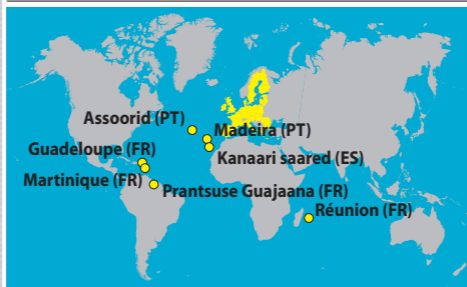 Assoorid (PT)
Madeira (PT)
Guadeloupe (FR)
Kanaari saared (ES)
Martinique (FR)
Prantsuse Guajaana (FR)
Réunion (FR)